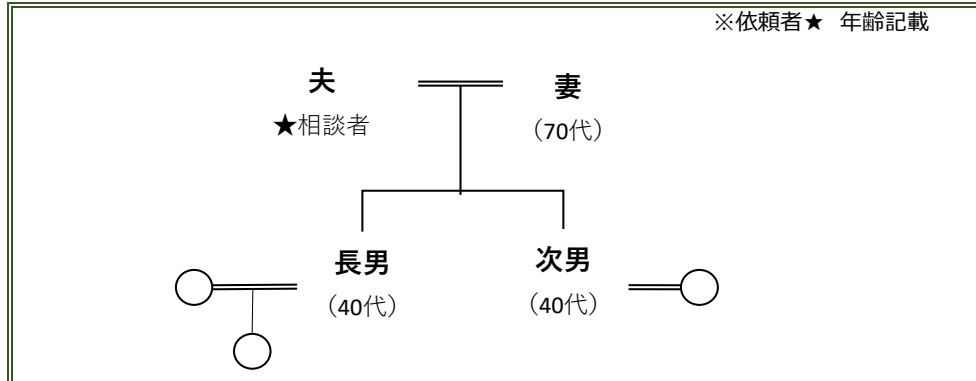 ※依頼者★ 年齢記載
夫
妻
★相談者
（70代）
長男
次男
（40代）
（40代）